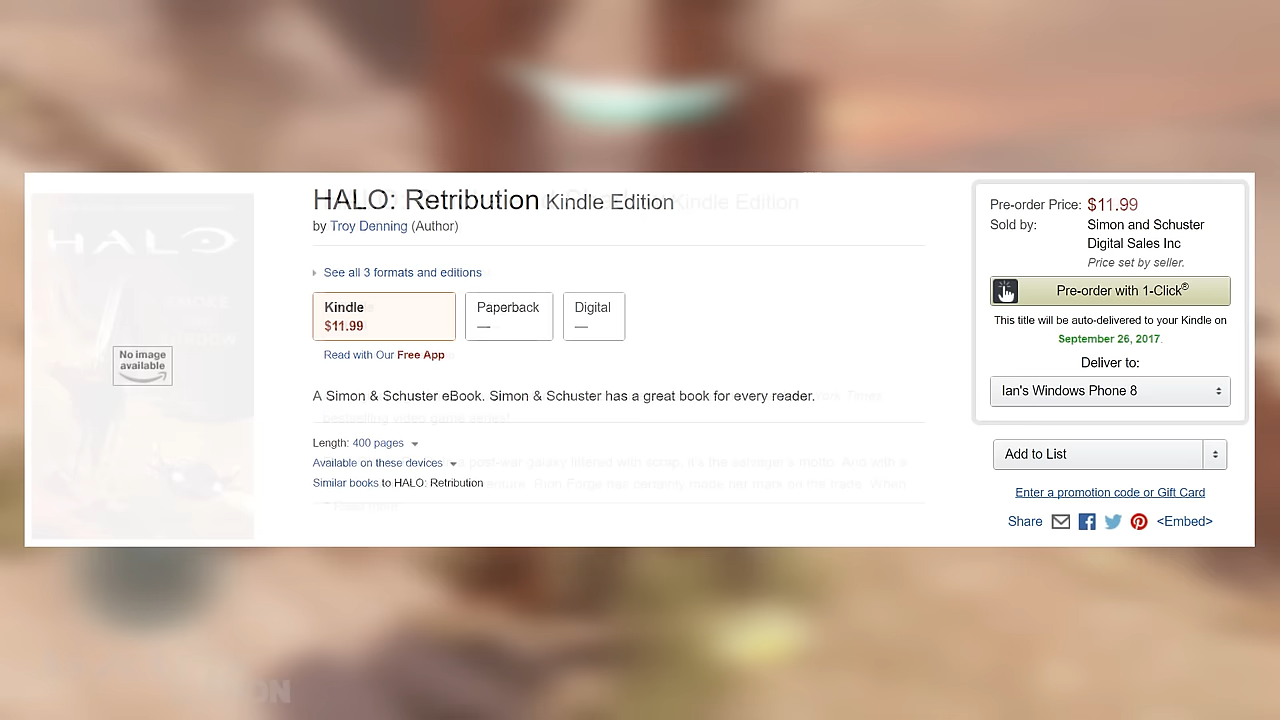 HALO: Retribution Kindle Edition
Kindle Edition
by Troy Denning (Author)
See all 3 formats and editions
Kindle
$11.99
Paperback
—
Digital
—
Read with Our Free App
A Simon & Schuster eBook. Simon & Schuster has a great book for every reader.
Length: 400 pages
Available on these devices
Similar books to HALO: Retribution
HALO
No image
available
Pre-order Price: $11.99
Sold by: Simon and Schuster
Digital Sales Inc
Price set by seller.
Pre-order with 1-Click®
This title will be auto-delivered to your Kindle on
September 26, 2017.
Deliver to:
Ian's Windows Phone 8
Add to List
Enter a promotion code or Gift Card
Share <Embed>